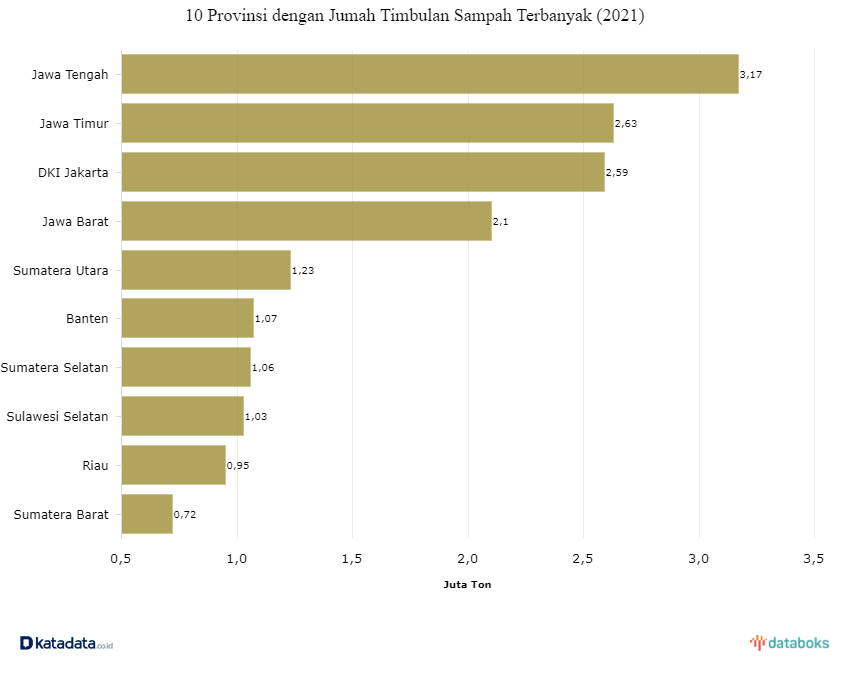 10 Provinsi dengan Jumah Timbulan Sampah Terbanyak (2021)
Jawa Tengah 3,17
Jawa Timur 2,63
DKI Jakarta 2,59
Jawa Barat 2,1
Sumatera Utara 1,23
Banten 1,07
Sumatera Selatan 1,06
Sulawesi Selatan 1,03
Riau 0,95
Sumatera Barat 0,72
0,5 1,0 1,5 2,0 2,5 3,0 3,5
Juta Ton
katadata.co.id databoks